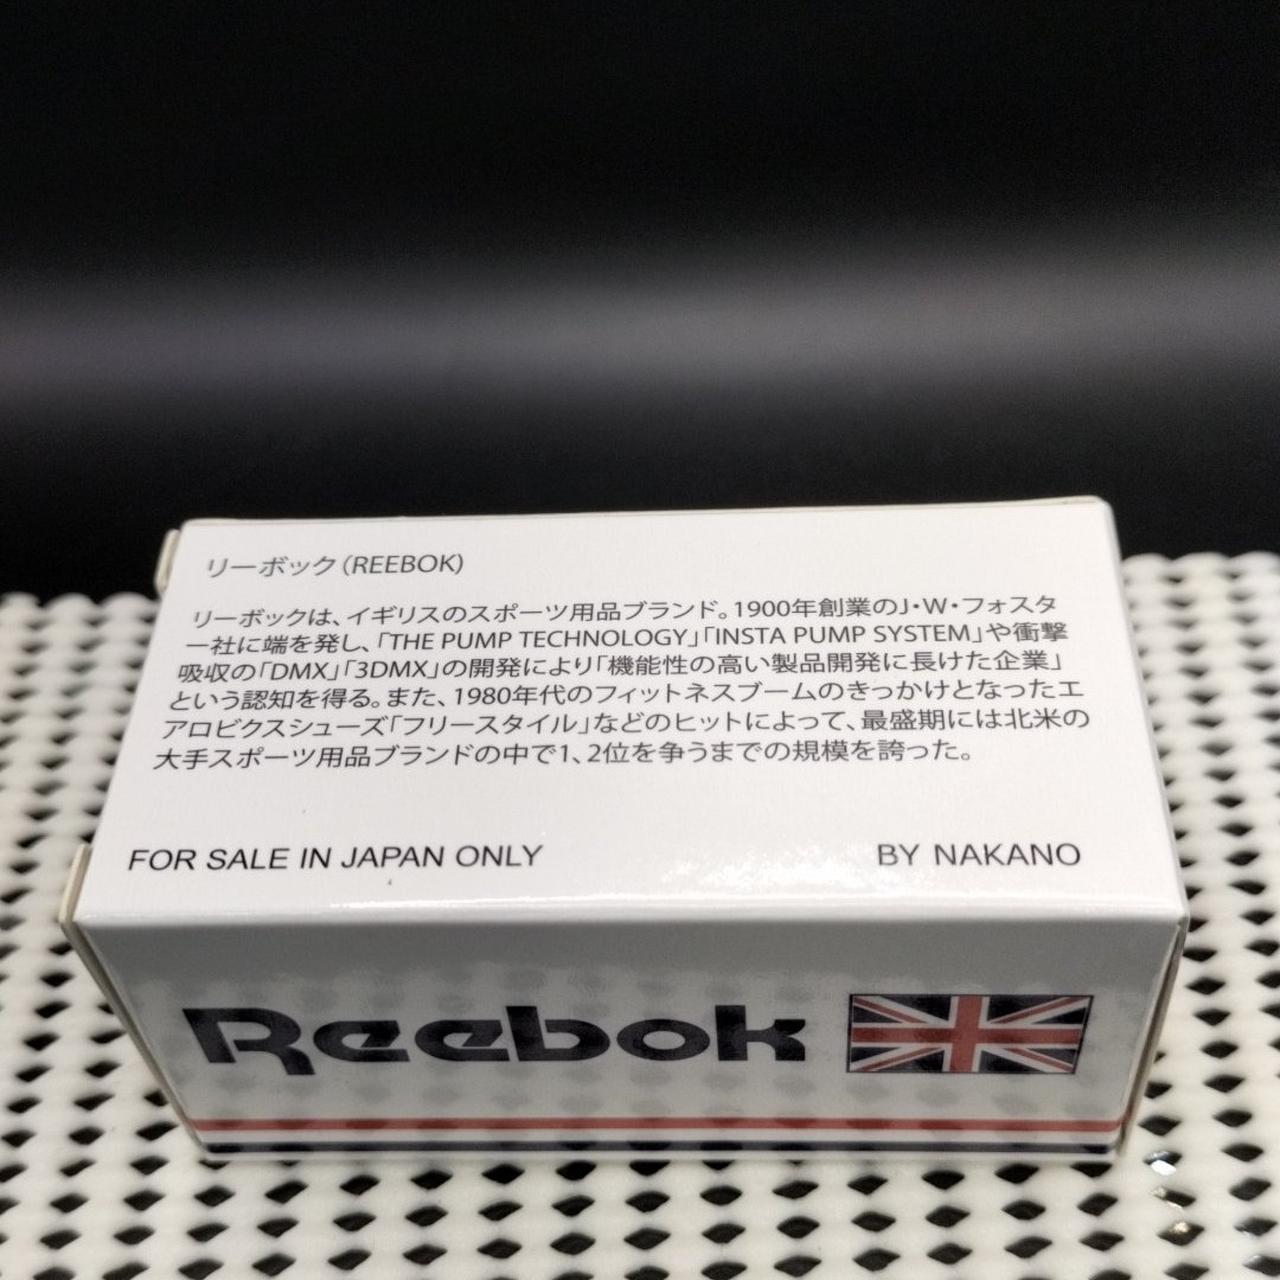 リーボック（REEBOK）
リーボックは、イギリスのスポーツ用品ブランド。1900年創業のJ・W・フォスタ
ー社に端を発し、「THE PUMP TECHNOLOGY」「INSTA PUMP SYSTEM」や衝撃
吸収の「DMX」「3DMX」の開発により「機能性の高い製品開発に長けた企業」
という認知を得る。また、1980年代のフィットネスブームのきっかけとなったエ
アロビクスシューズ「フリースタイル」などのヒットによって、最盛期には北米の
大手スポーツ用品ブランドの中で1、2位を争うまでの規模を誇った。
FOR SALE IN JAPAN ONLY
BY NAKANO
Reebok